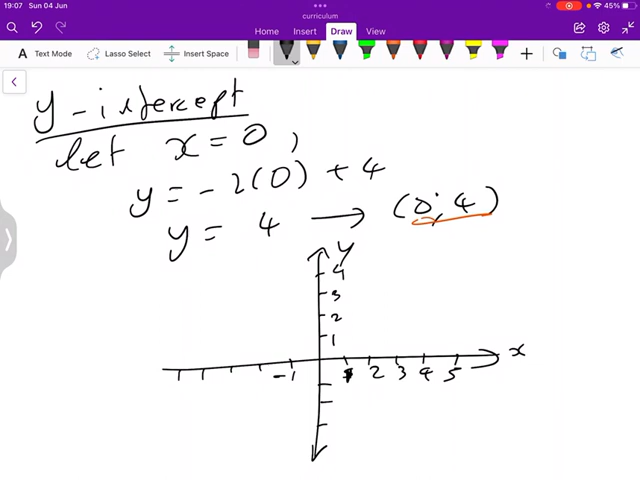 19:07 Sun 04 Jun
45%
curriculum
Home Insert Draw View
A Text Mode Lasso Select Insert Space
y-intercept
let x = 0,
y = -2(0) + 4
y = 4 → (0; 4)
y
4
3
2
1
x
-1 1 2 3 4 5